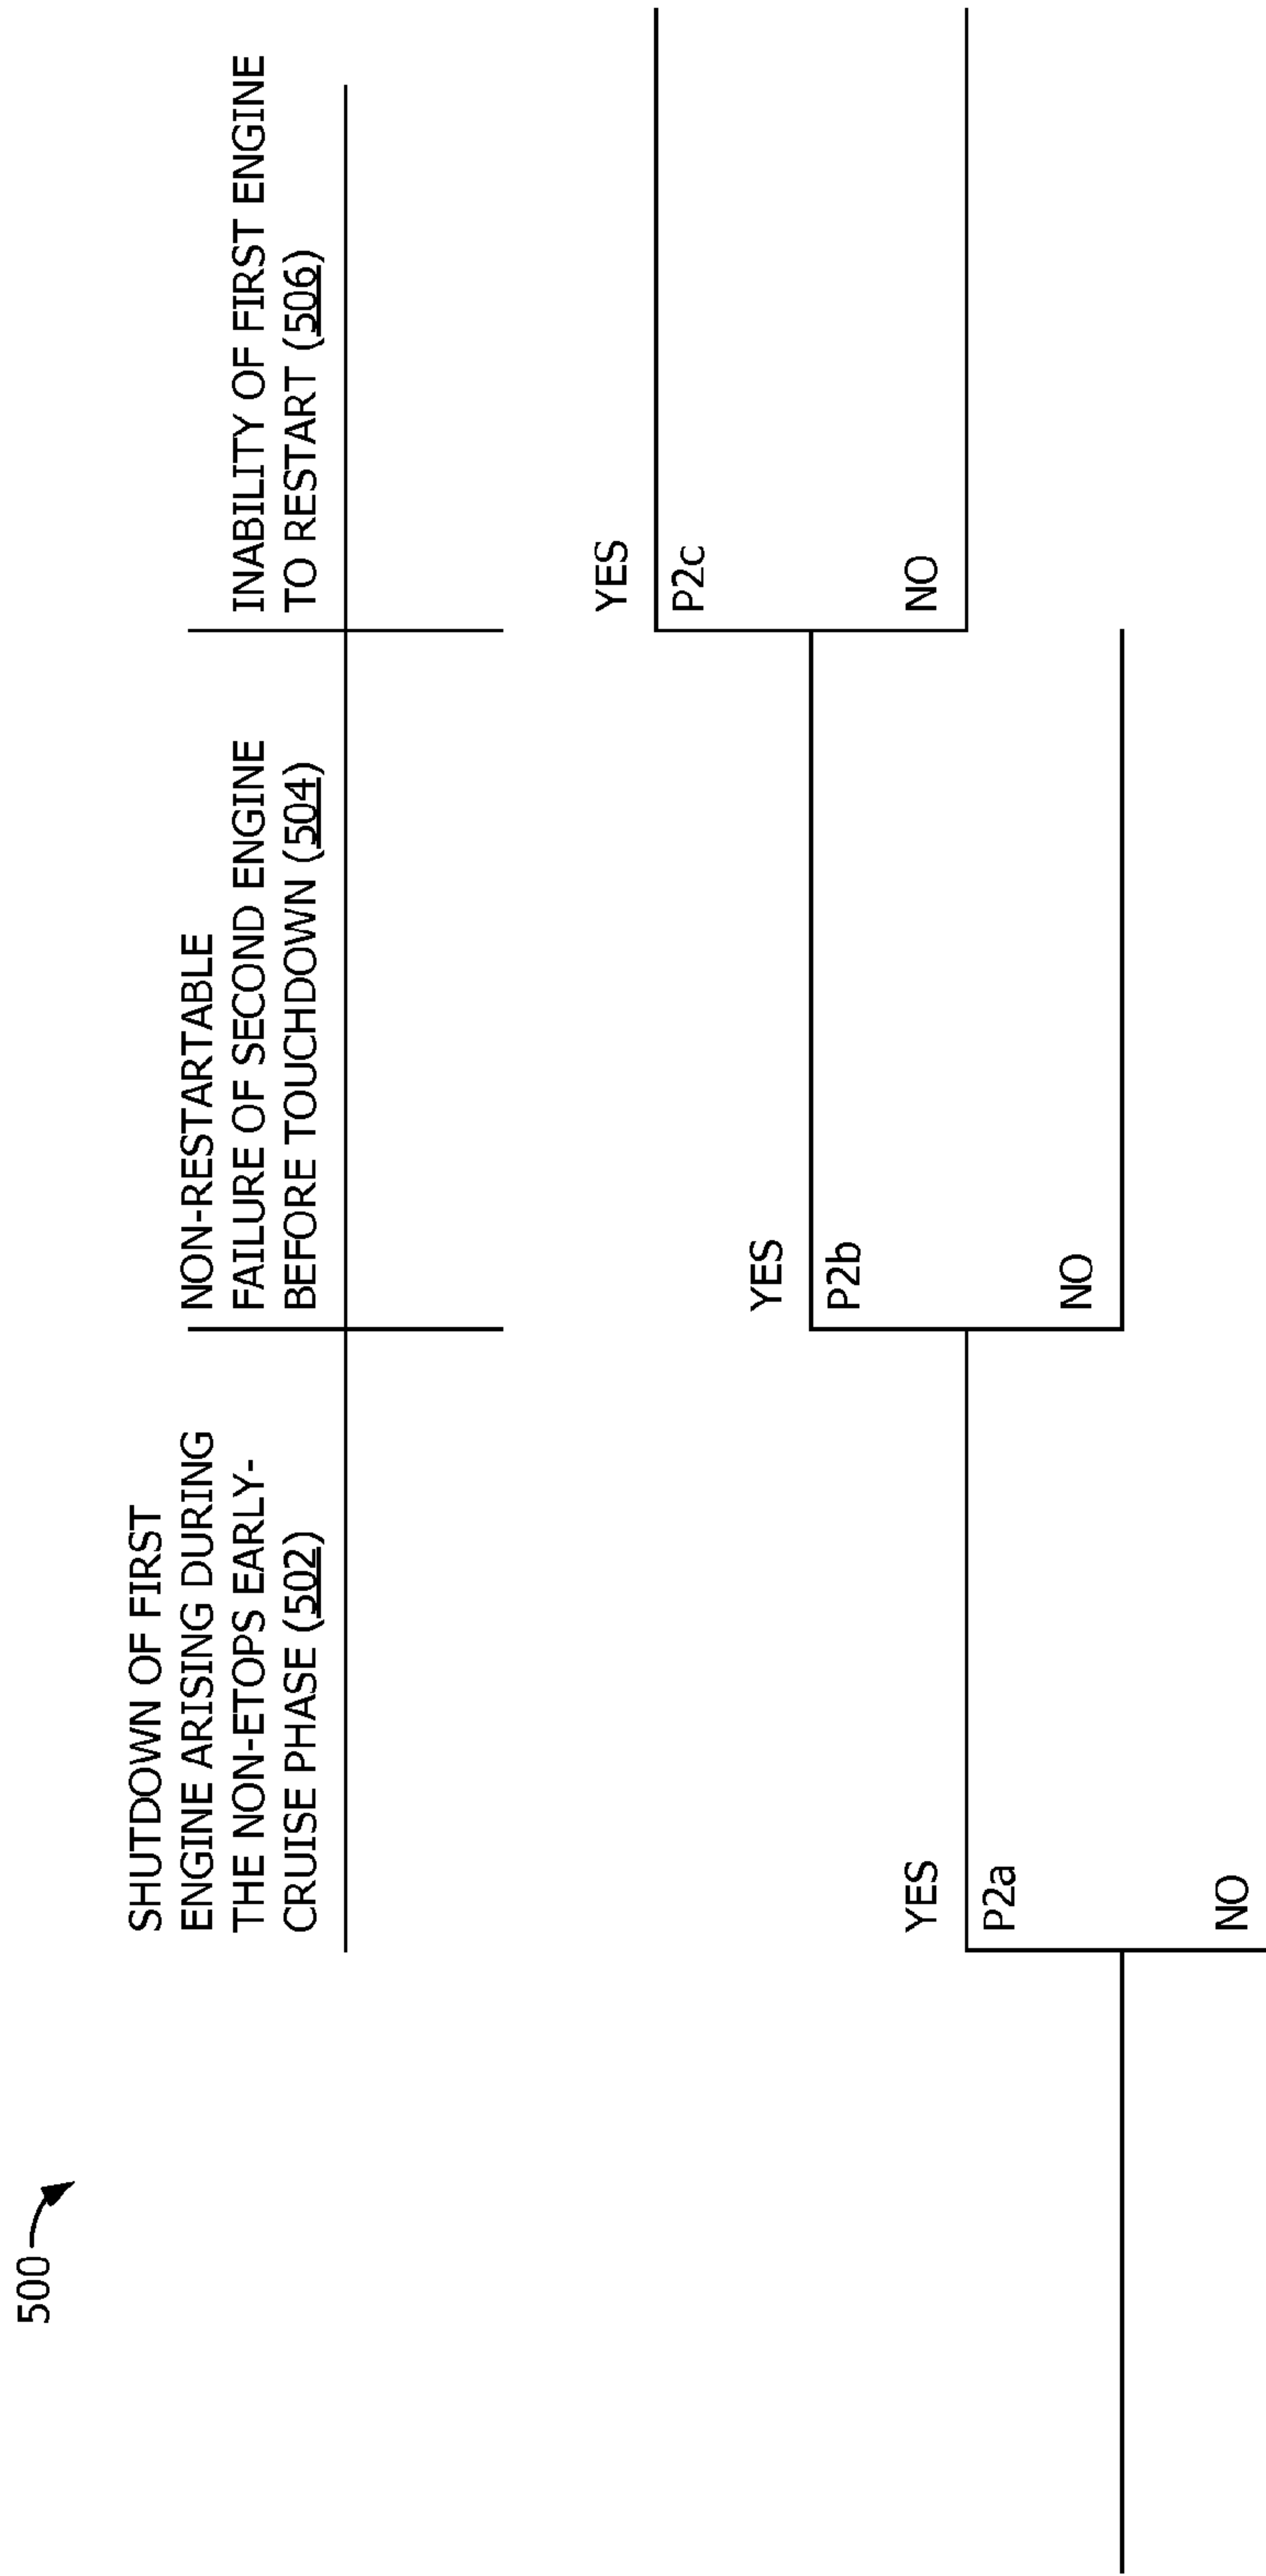 500
SHUTDOWN OF FIRST
ENGINE ARISING DURING
THE NON-ETOPS EARLY-
CRUISE PHASE (502)
NON-RESTARTABLE
FAILURE OF SECOND ENGINE
BEFORE TOUCHDOWN (504)
INABILITY OF FIRST ENGINE
TO RESTART (506)
YES
P2c
NO
YES
P2b
NO
YES
P2a
NO